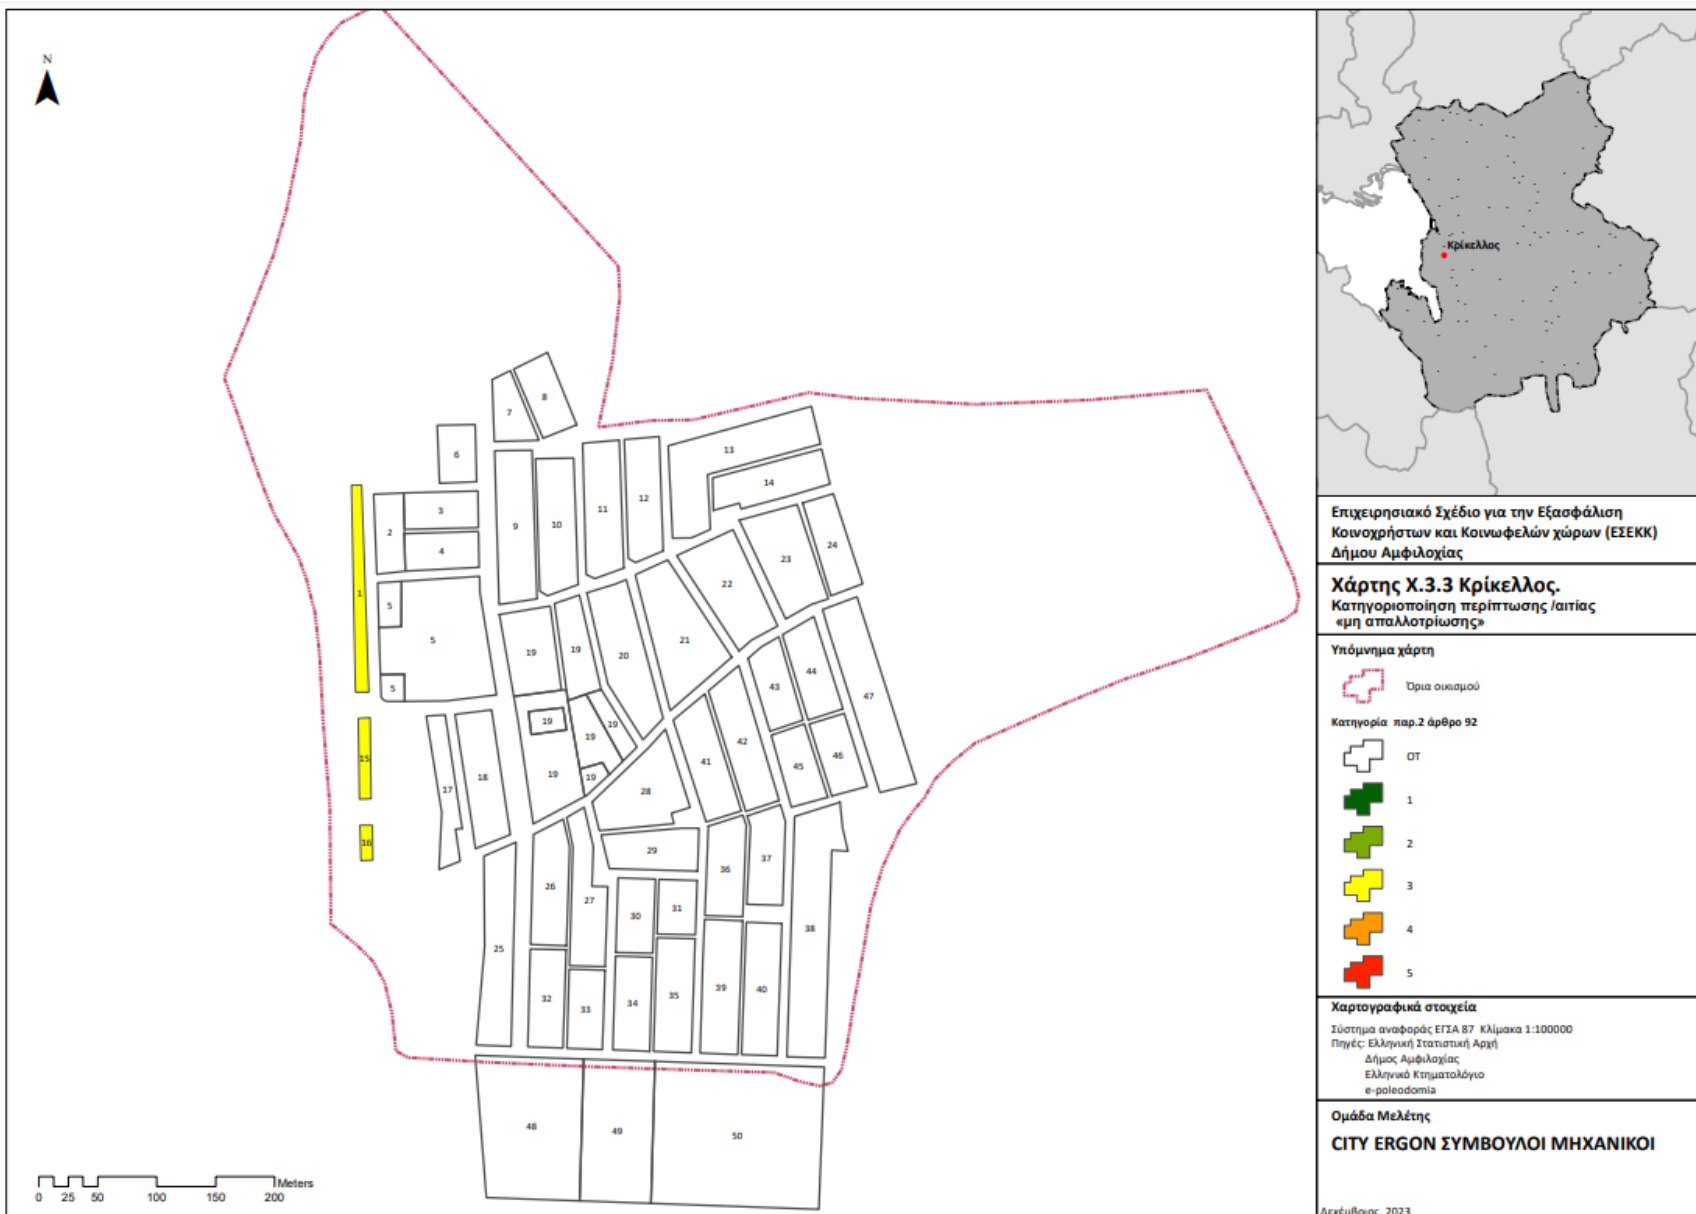 N
8
7
13
6
14
12
11
3
24
9
10
2
23
4
22
1
5
21
5
19
19
20
44
43
5
47
19
19
42
19
46
15
41
45
19
18
19
28
17
16
29
37
36
26
27
31
30
38
25
39
40
35
32
34
33
48
49
50
Meters
0 25 50 100 150 200
Κρίκελλος
Επιχειρησιακό Σχέδιο για την Εξασφάλιση
Κοινοχρήστων και Κοινωφελών χώρων (ΕΣΕΚΚ)
Δήμου Αμφιλοχίας
Χάρτης Χ.3.3 Κρίκελλος.
Κατηγοριοποίηση περίπτωσης /αιτίας
«μη απαλλοτρίωσης»
Υπόμνημα χάρτη
Όρια οικισμού
Κατηγορία παρ.2 άρθρο 92
ΟΤ
1
2
3
4
5
Χαρτογραφικά στοιχεία
Σύστημα αναφοράς ΕΓΣΑ 87 Κλίμακα 1:100000
Πηγές: Ελληνική Στατιστική Αρχή
Δήμος Αμφιλοχίας
Ελληνικό Κτηματολόγιο
e-poleodomia
Ομάδα Μελέτης
CITY ERGON ΣΥΜΒΟΥΛΟΙ ΜΗΧΑΝΙΚΟΙ
Δεκέμβριος, 2023